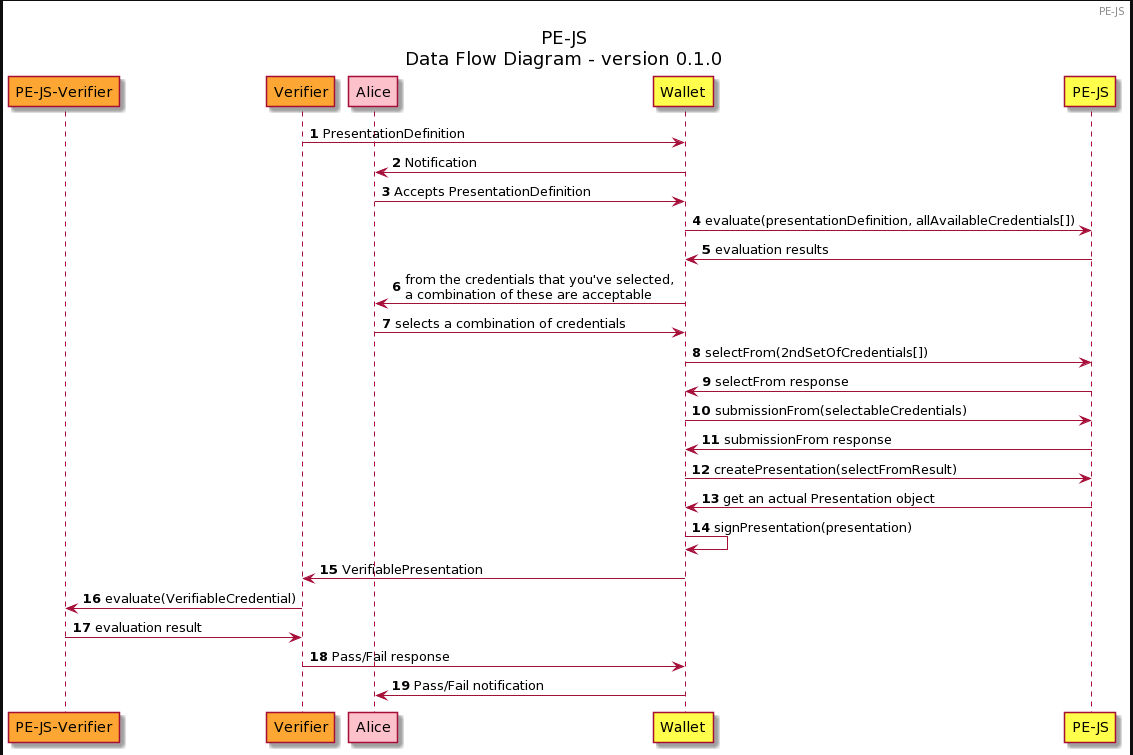 PE-JS
PE-JS
Data Flow Diagram - version 0.1.0
PE-JS-Verifier
Verifier
Alice
Wallet
PE-JS
1 PresentationDefinition
2 Notification
3 Accepts PresentationDefinition
4 evaluate(presentationDefinition, allAvailableCredentials[])
5 evaluation results
6 from the credentials that you've selected,
a combination of these are acceptable
7 selects a combination of credentials
8 selectFrom(2ndSetOfCredentials[])
9 selectFrom response
10 submissionFrom(selectableCredentials)
11 submissionFrom response
12 createPresentation(selectFromResult)
13 get an actual Presentation object
14 signPresentation(presentation)
15 VerifiablePresentation
16 evaluate(VerifiableCredential)
17 evaluation result
18 Pass/Fail response
19 Pass/Fail notification
PE-JS-Verifier
Verifier
Alice
Wallet
PE-JS